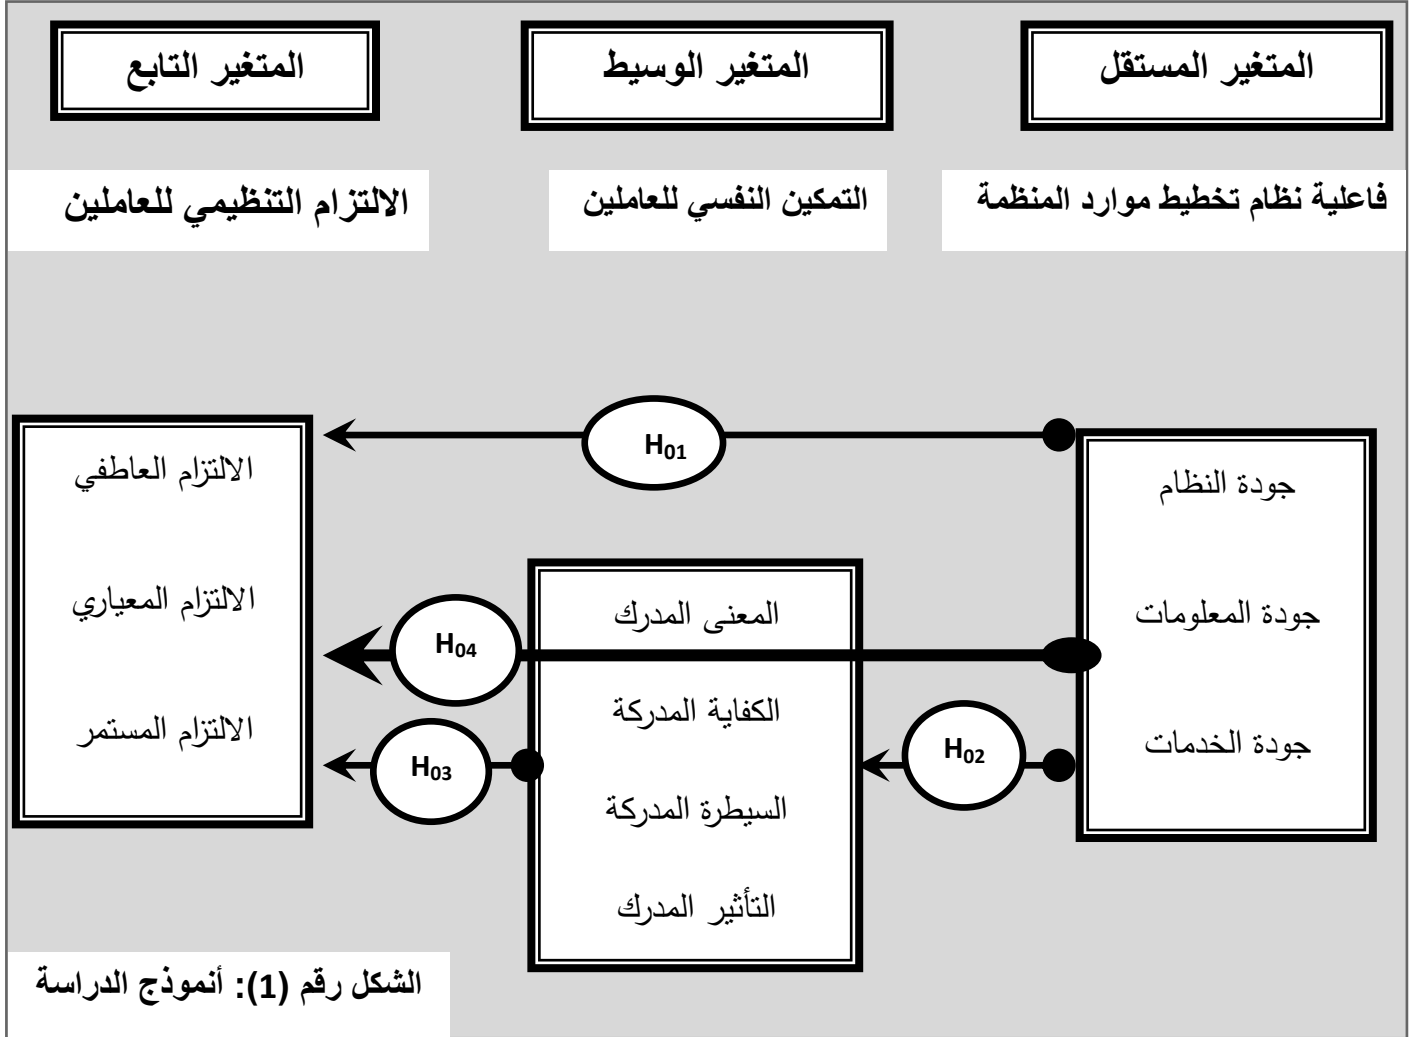 المتغير المستقل
المتغير الوسيط
المتغير التابع
فاعلية نظام تخطيط موارد المنظمة
التمكين النفسي للعاملين
الالتزام التنظيمي للعاملين
H01
جودة النظام
جودة المعلومات
جودة الخدمات
H02
المعنى المدرك
الكفاية المدركة
السيطرة المدركة
التأثير المدرك
H04
H03
الالتزام العاطفي
الالتزام المعياري
الالتزام المستمر
الشكل رقم (1): أنموذج الدراسة